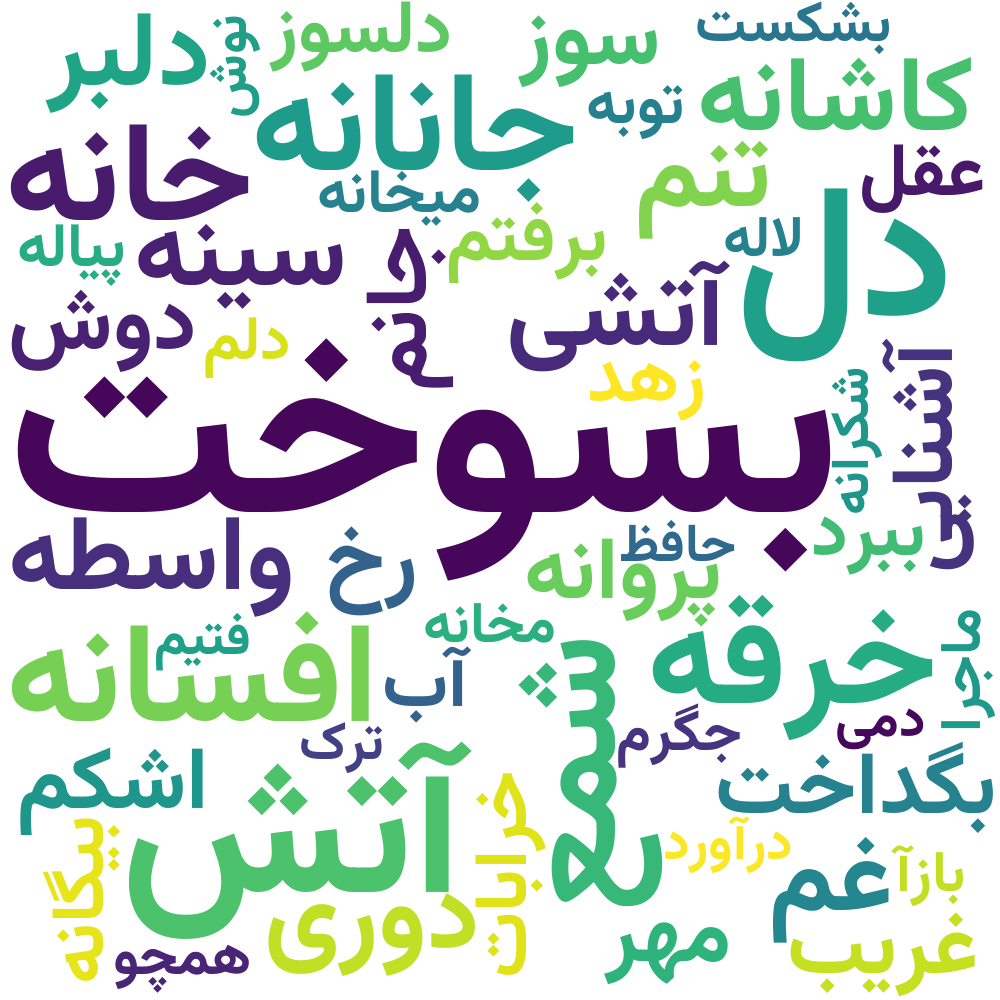 بشکست
سوز
دلسوز
نوش
دلبر
کاشانه
توبه
جانانه
خانه
عقل
تنم
میخانه
دل
لاله
برفتم
جانم
سینه
پیاله
آتشی
دوش
دلم
زهد
آشنایی
شکرانه
بسوخت
ببرد
حافظ
پروانه
رخ
واسطه
خرقه
شمع
مخانه
افسانه
فتیم
آب
ماجرا
دمی
جگرم
ترک
بگداخت
آتش
اشکم
خرابات
درآورد
غم
بازآ
بیگانه
دوری
غریب
مهر
همچو